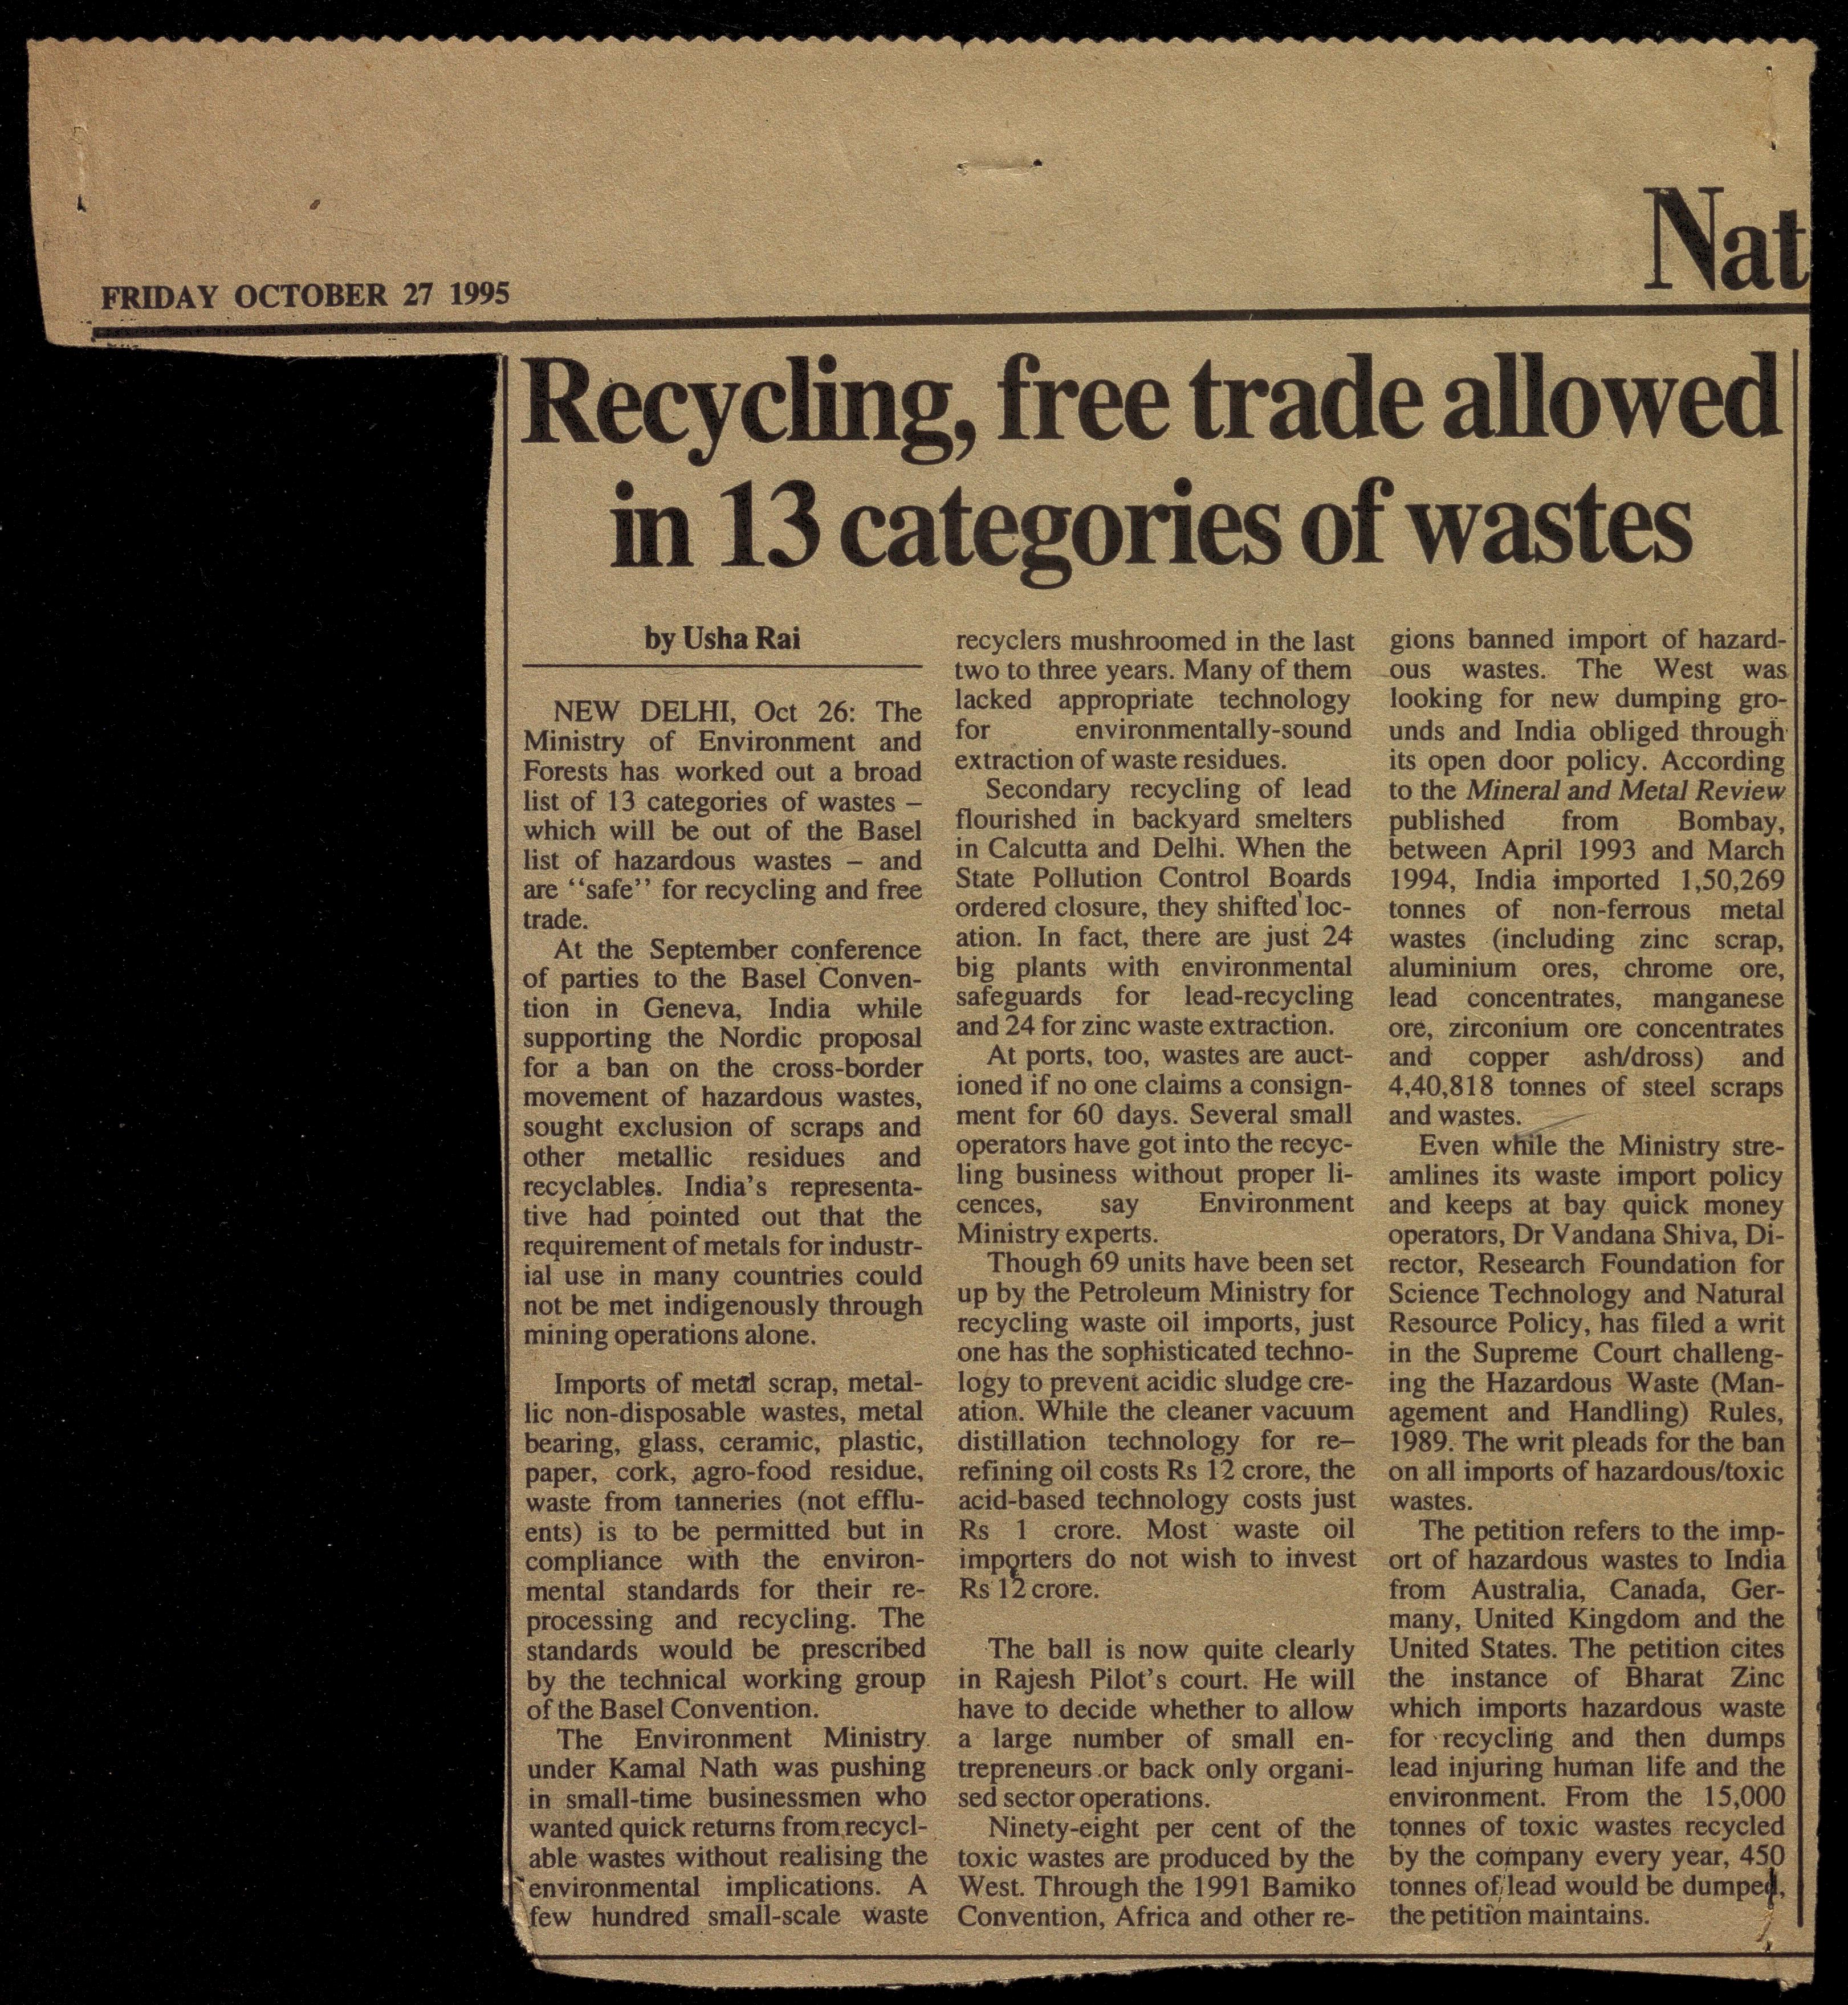 Nat
FRIDAY OCTOBER 27 1995
Recycling, free trade allowed
in 13 categories of wastes
by Usha Rai
NEW DELHI, Oct 26: The
Ministry of Environment and
Forests has worked out a broad
list of 13 categories of wastes –
which will be out of the Basel
list of hazardous wastes – and
are ‘‘safe’’ for recycling and free
trade.
At the September conference
of parties to the Basel Conven-
tion in Geneva, India while
supporting the Nordic proposal
for a ban on the cross-border
movement of hazardous wastes,
sought exclusion of scraps and
other metallic residues and
recyclables. India's representa-
tive had pointed out that the
requirement of metals for industr-
ial use in many countries could
not be met indigenously through
mining operations alone.
Imports of metal scrap, metal-
lic non-disposable wastes, metal
bearing, glass, ceramic, plastic,
paper, cork, agro-food residue,
waste from tanneries (not efflu-
ents) is to be permitted but in
compliance with the environ-
mental standards for their re-
processing and recycling. The
standards would be prescribed
by the technical working group
of the Basel Convention.
The Environment Ministry
under Kamal Nath was pushing
in small-time businessmen who
wanted quick returns from recycl-
able wastes without realising the
environmental implications. A
few hundred small-scale waste
recyclers mushroomed in the last
two to three years. Many of them
lacked appropriate technology
for environmentally-sound
extraction of waste residues.
Secondary recycling of lead
flourished in backyard smelters
in Calcutta and Delhi. When the
State Pollution Control Boards
ordered closure, they shifted loc-
ation. In fact, there are just 24
big plants with environmental
safeguards for lead-recycling
and 24 for zinc waste extraction.
At ports, too, wastes are auct-
ioned if no one claims a consign-
ment for 60 days. Several small
operators have got into the recyc-
ling business without proper li-
cences, say Environment
Ministry experts.
Though 69 units have been set
up by the Petroleum Ministry for
recycling waste oil imports, just
one has the sophisticated techno-
logy to prevent acidic sludge cre-
ation. While the cleaner vacuum
distillation technology for re–
refining oil costs Rs 12 crore, the
acid-based technology costs just
Rs 1 crore. Most waste oil
importers do not wish to invest
Rs 12 crore.
The ball is now quite clearly
in Rajesh Pilot's court. He will
have to decide whether to allow
a large number of small en-
trepreneurs or back only organi-
sed sector operations.
Ninety-eight per cent of the
toxic wastes are produced by the
West. Through the 1991 Bamiko
Convention, Africa and other re-
gions banned import of hazard-
ous wastes. The West was
looking for new dumping gro-
unds and India obliged through
its open door policy. According
to the Mineral and Metal Review
published from Bombay,
between April 1993 and March
1994, India imported 1,50,269
tonnes of non-ferrous metal
wastes (including zinc scrap,
aluminium ores, chrome ore,
lead concentrates, manganese
ore, zirconium ore concentrates
and copper ash/dross) and
4,40,818 tonnes of steel scraps
and wastes.
Even while the Ministry stre-
amlines its waste import policy
and keeps at bay quick money
operators, Dr Vandana Shiva, Di-
rector, Research Foundation for
Science Technology and Natural
Resource Policy, has filed a writ
in the Supreme Court challeng-
ing the Hazardous Waste (Man-
agement and Handling) Rules,
1989. The writ pleads for the ban
on all imports of hazardous/toxic
wastes.
The petition refers to the imp-
ort of hazardous wastes to India
from Australia, Canada, Ger-
many, United Kingdom and the
United States. The petition cites
the instance of Bharat Zinc
which imports hazardous waste
for recycling and then dumps
lead injuring human life and the
environment. From the 15,000
tonnes of toxic wastes recycled
by the company every year, 450
tonnes of lead would be dumped,
the petition maintains.